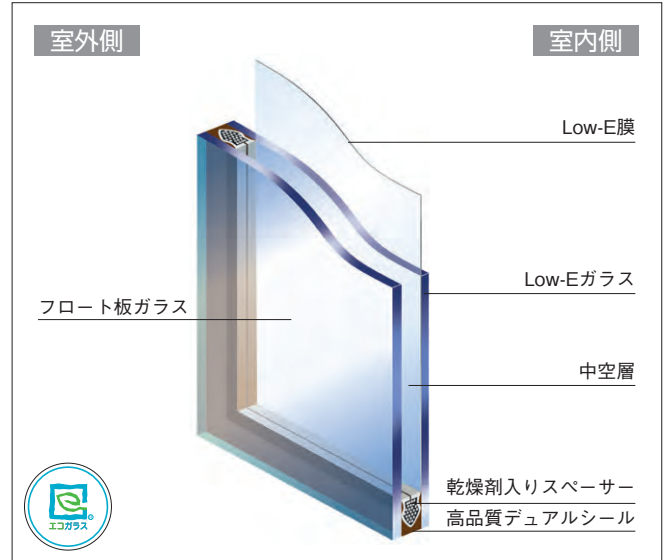 室外側
室内側
Low-E膜
Low-Eガラス
フロート板ガラス
中空層
乾燥剤入りスペーサー
高品質デュアルシール
エコガラス